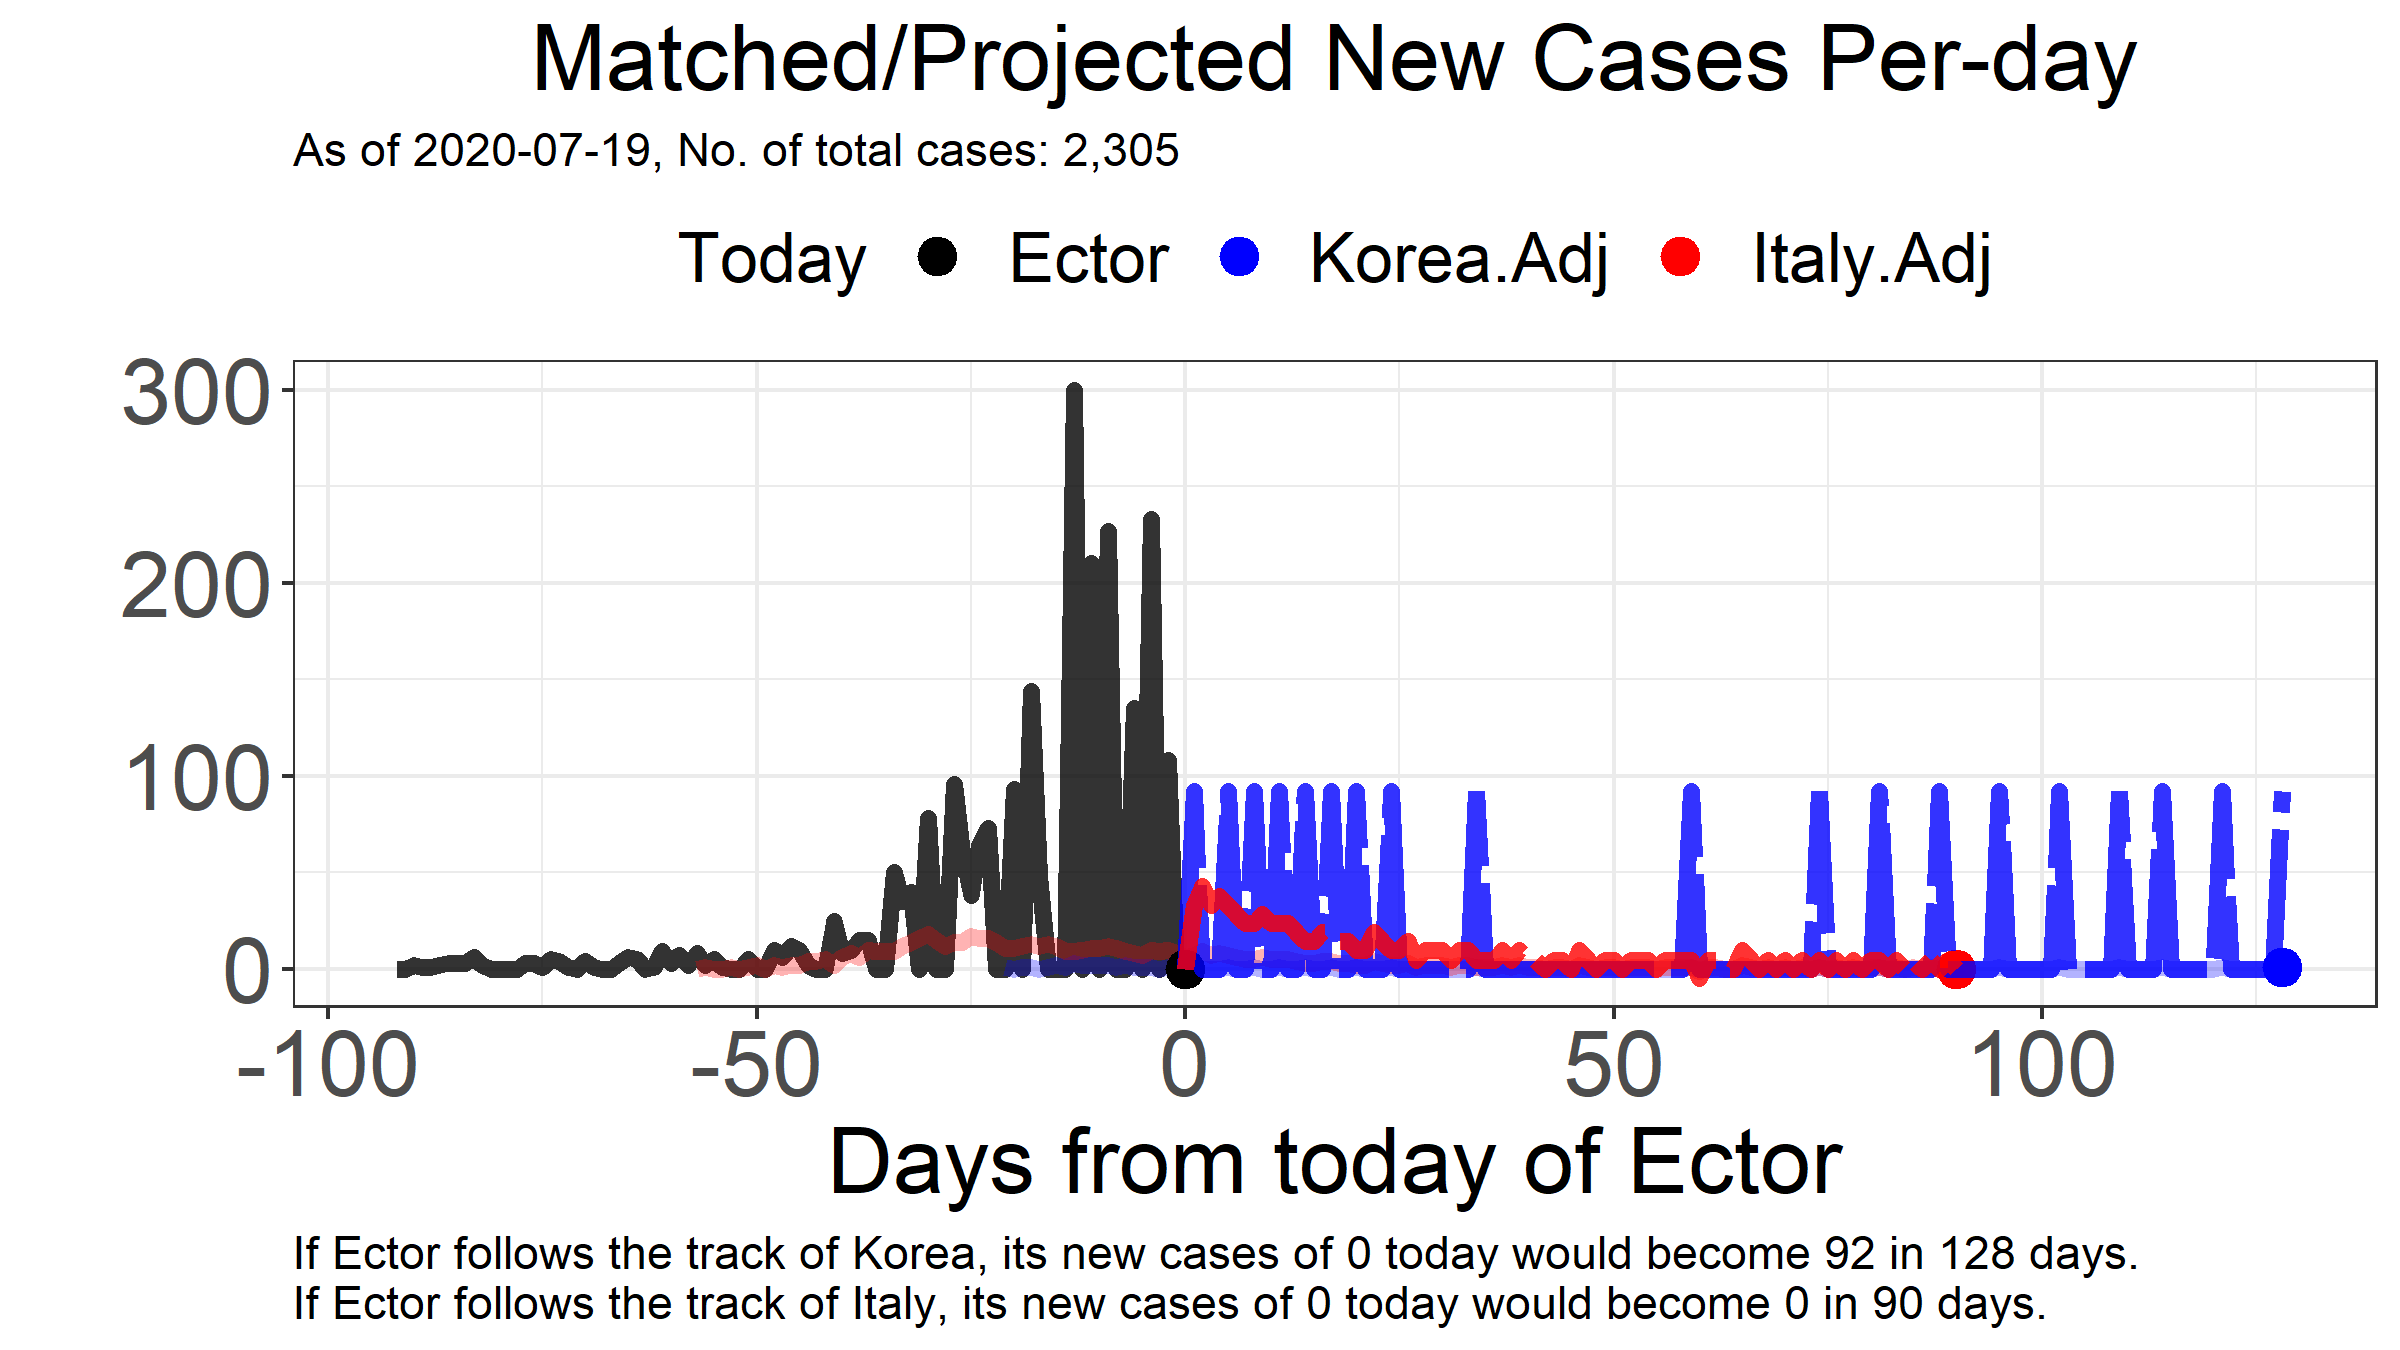 Matched/Projected New Cases Per-day
As of 2020-07-19, No. of total cases: 2,305
Today Ector Korea.Adj Italy.Adj
300
200
100
0
-100 -50 0 50 100
Days from today of Ector
If Ector follows the track of Korea, its new cases of 0 today would become 92 in 128 days.
If Ector follows the track of Italy, its new cases of 0 today would become 0 in 90 days.